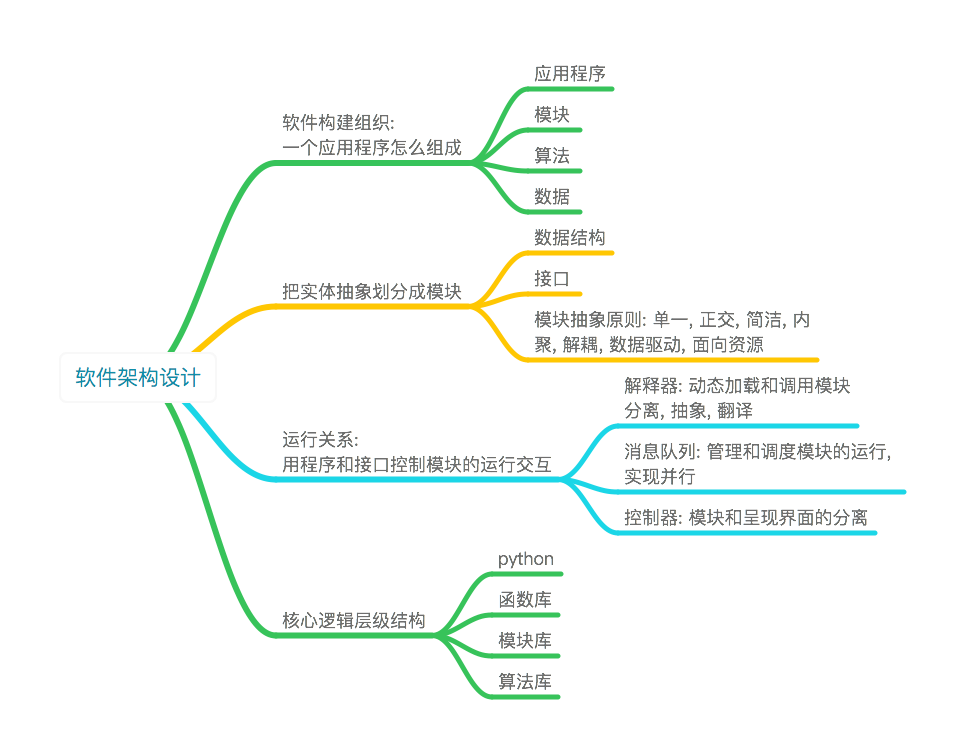 软件架构设计
软件构建组织:
一个应用程序怎么组成
应用程序
模块
算法
数据
把实体抽象划分成模块
数据结构
接口
模块抽象原则: 单一, 正交, 简洁, 内
聚, 解耦, 数据驱动, 面向资源
运行关系:
用程序和接口控制模块的运行交互
解释器: 动态加载和调用模块
分离, 抽象, 翻译
消息队列: 管理和调度模块的运行,
实现并行
控制器: 模块和呈现界面的分离
核心逻辑层级结构
python
函数库
模块库
算法库